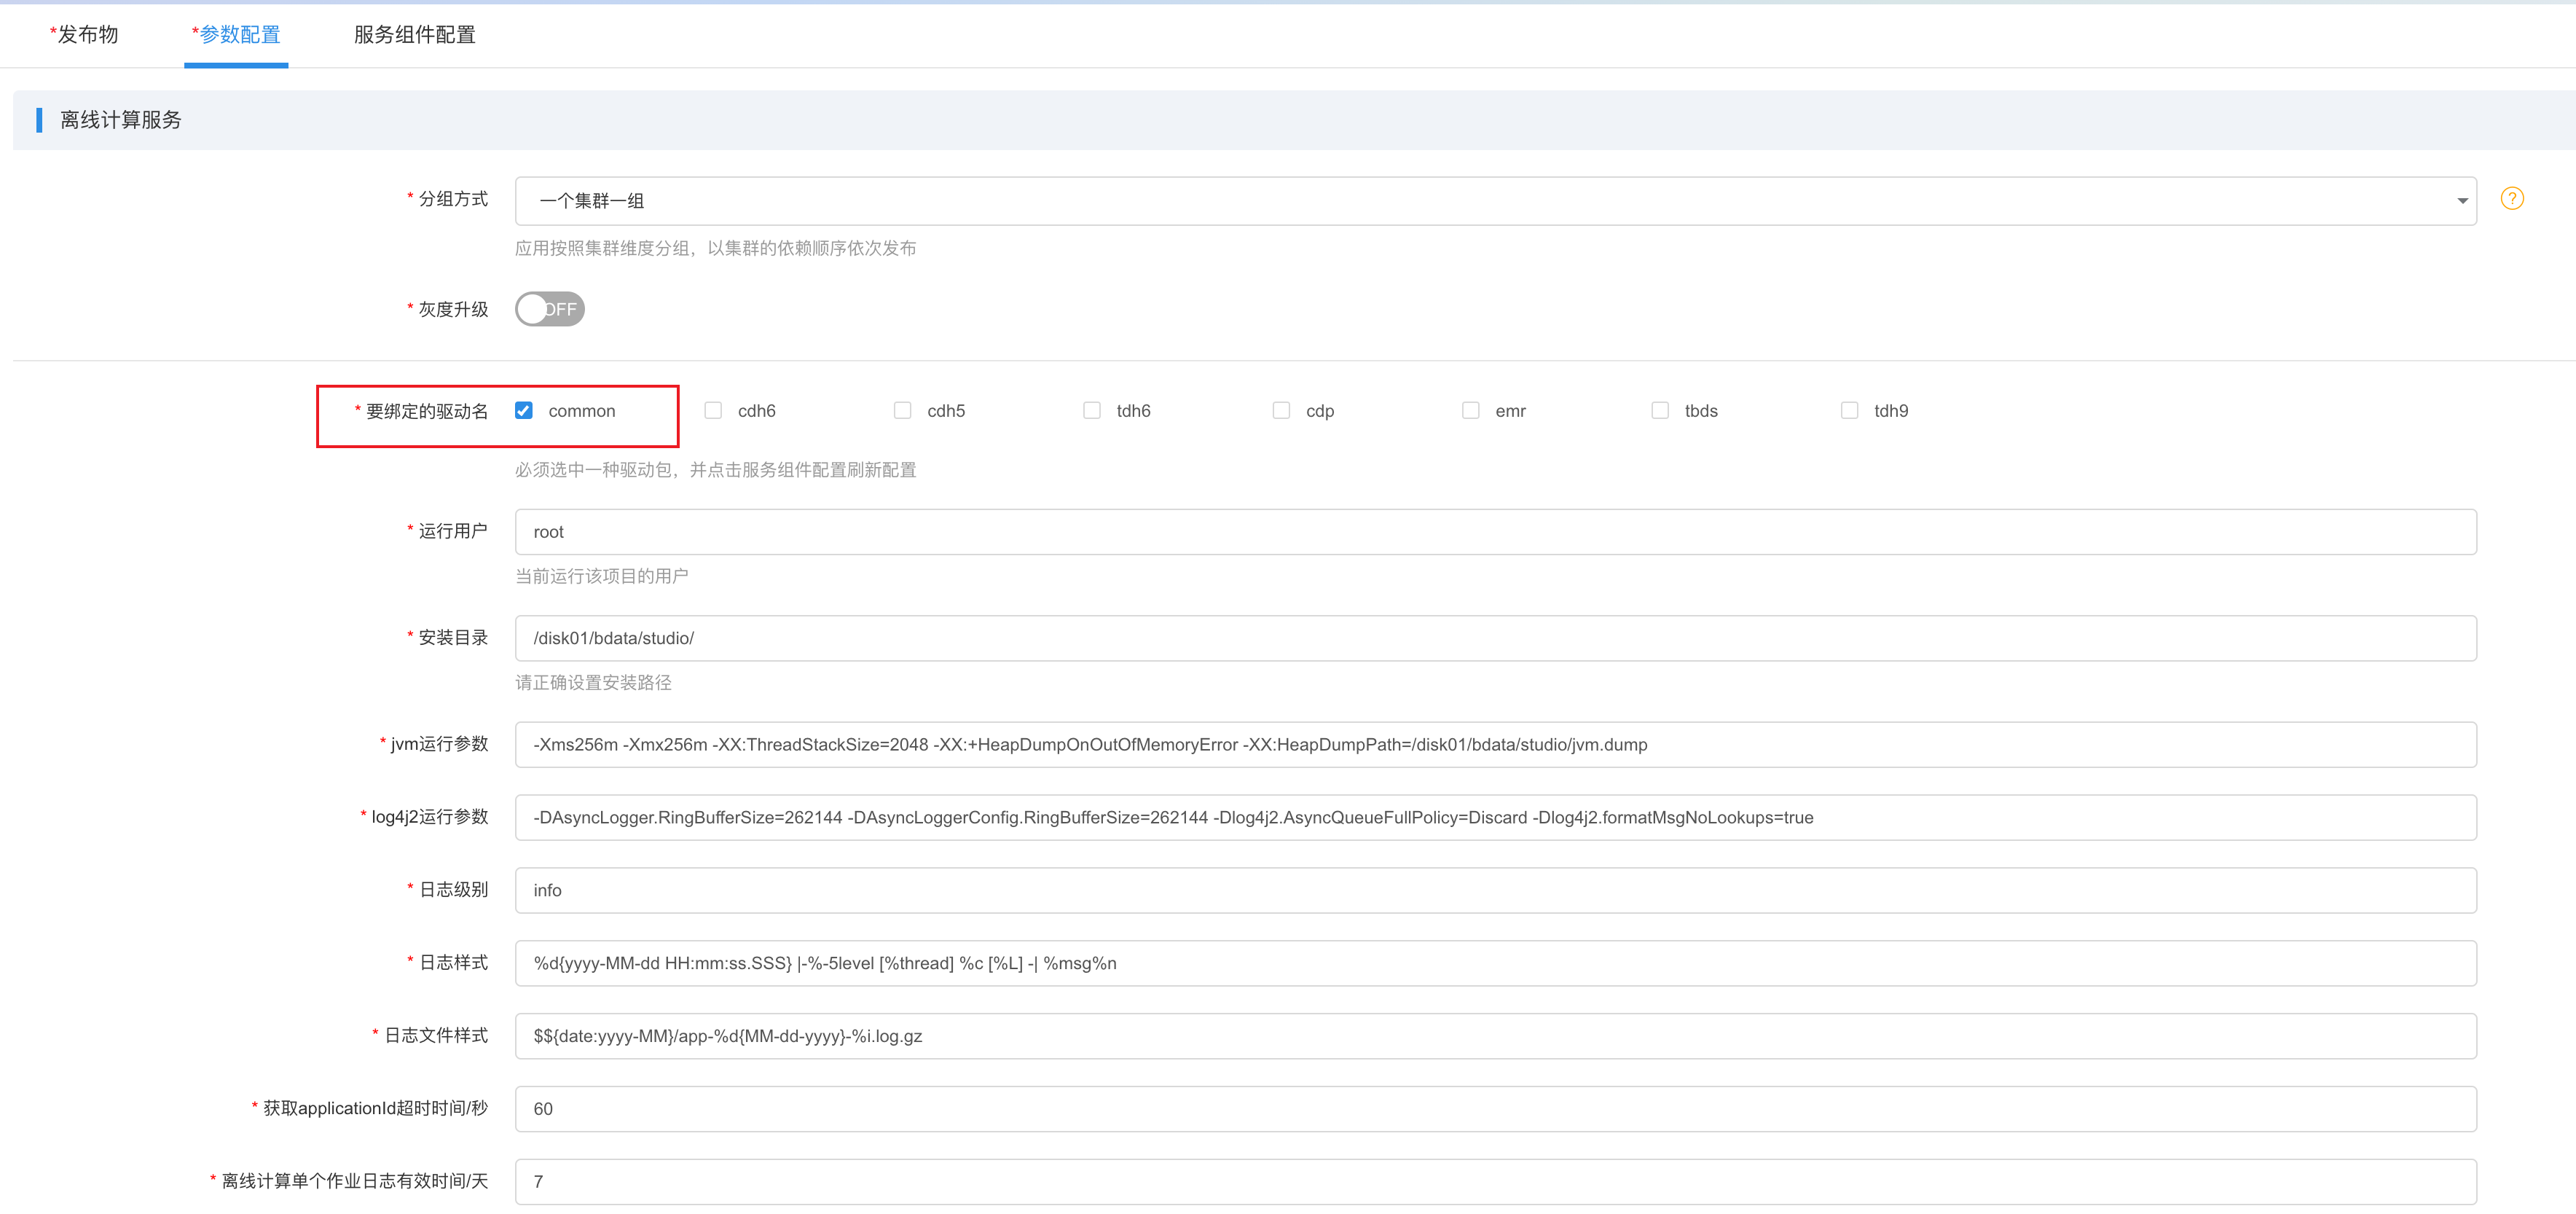 *发布物 *参数配置 服务组件配置
离线计算服务
* 分组方式 一个集群一组 ?
应用按照集群维度分组，以集群的依赖顺序依次发布
* 灰度升级 OFF
* 要绑定的驱动名 common cdh6 cdh5 tdh6 cdp emr tbds tdh9
必须选中一种驱动包，并点击服务组件配置刷新配置
* 运行用户 root
当前运行该项目的用户
* 安装目录 /disk01/bdata/studio/
请正确设置安装路径
* jvm运行参数 -Xms256m -Xmx256m -XX:ThreadStackSize=2048 -XX:+HeapDumpOnOutOfMemoryError -XX:HeapDumpPath=/disk01/bdata/studio/jvm.dump
* log4j2运行参数 -DAsyncLogger.RingBufferSize=262144 -DAsyncLoggerConfig.RingBufferSize=262144 -Dlog4j2.AsyncQueueFullPolicy=Discard -Dlog4j2.formatMsgNoLookups=true
* 日志级别 info
* 日志样式 %d{yyyy-MM-dd HH:mm:ss.SSS} |-%-5level [%thread] %c [%L] -| %msg%n
* 日志文件样式 $${date:yyyy-MM}/app-%d{MM-dd-yyyy}-%i.log.gz
* 获取applicationId超时时间/秒 60
* 离线计算单个作业日志有效时间/天 7